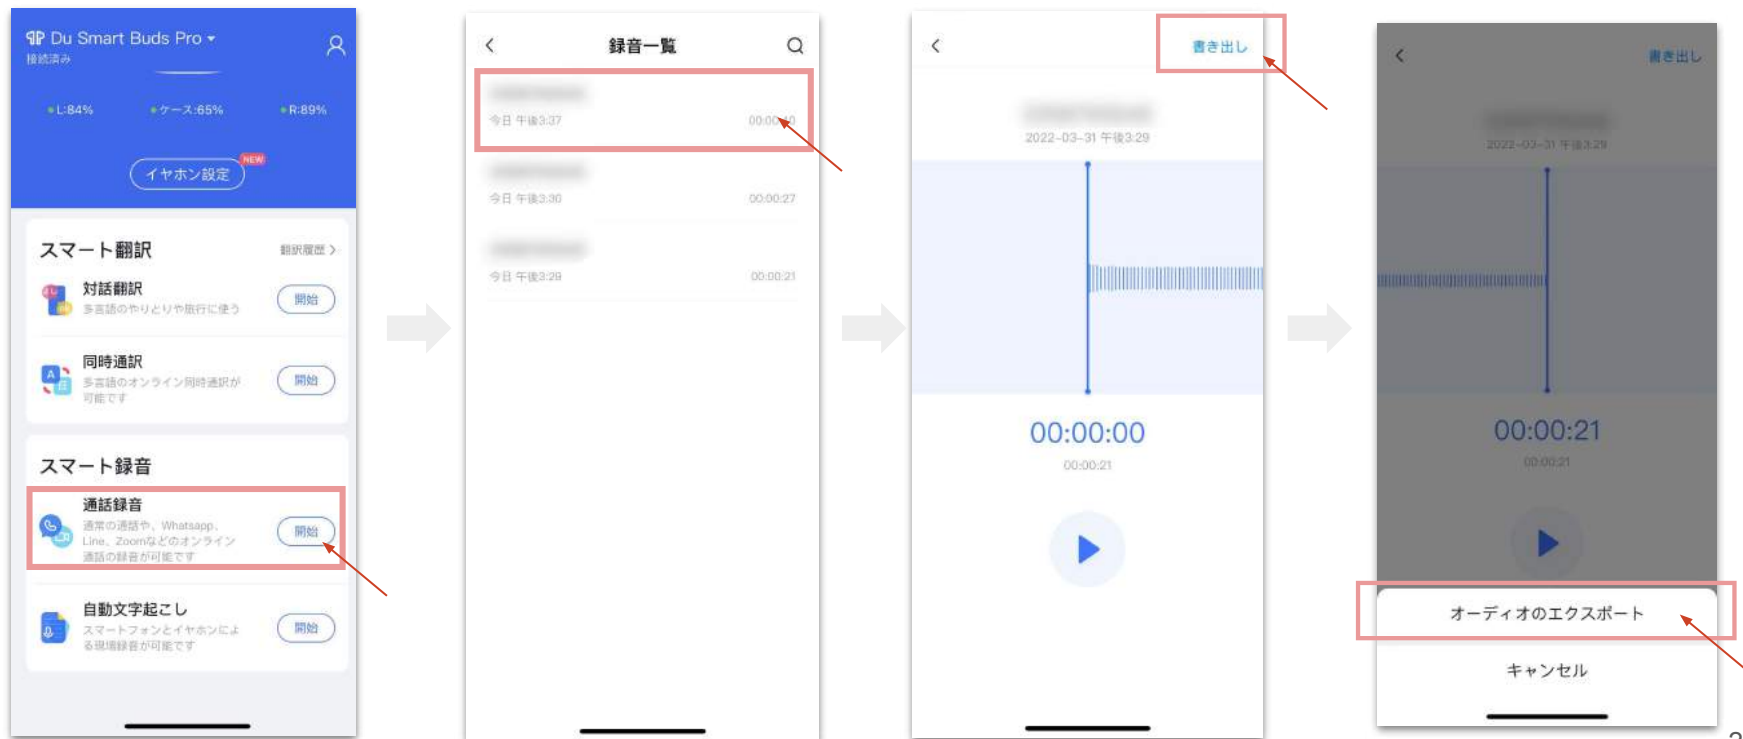 Du Smart Buds Pro
接続済み
L:84%
ケース:65%
R:89%
イヤホン設定
NEW
スマート翻訳
翻訳履歴 >
対話翻訳
多言語のやりとりや旅行に使う
開始
同時通訳
多言語のオンライン同時通訳が
可能です
開始
スマート録音
通話録音
通常の通話や、Whatsapp、
Line、Zoomなどのオンライン
通話の録音が可能です
開始
自動文字起こし
スマートフォンとイヤホンによ
る現場録音が可能です
開始
録音一覧
今日 午後3:37
今日 午後3:30
00:00:27
今日 午後3:29
00:00:21
書き出し
2022-03-31 午後3:29
00:00:00
00:00:21
書き出し
2022-03-31 午後3:29
00:00:21
00:00:21
オーディオのエクスポート
キャンセル